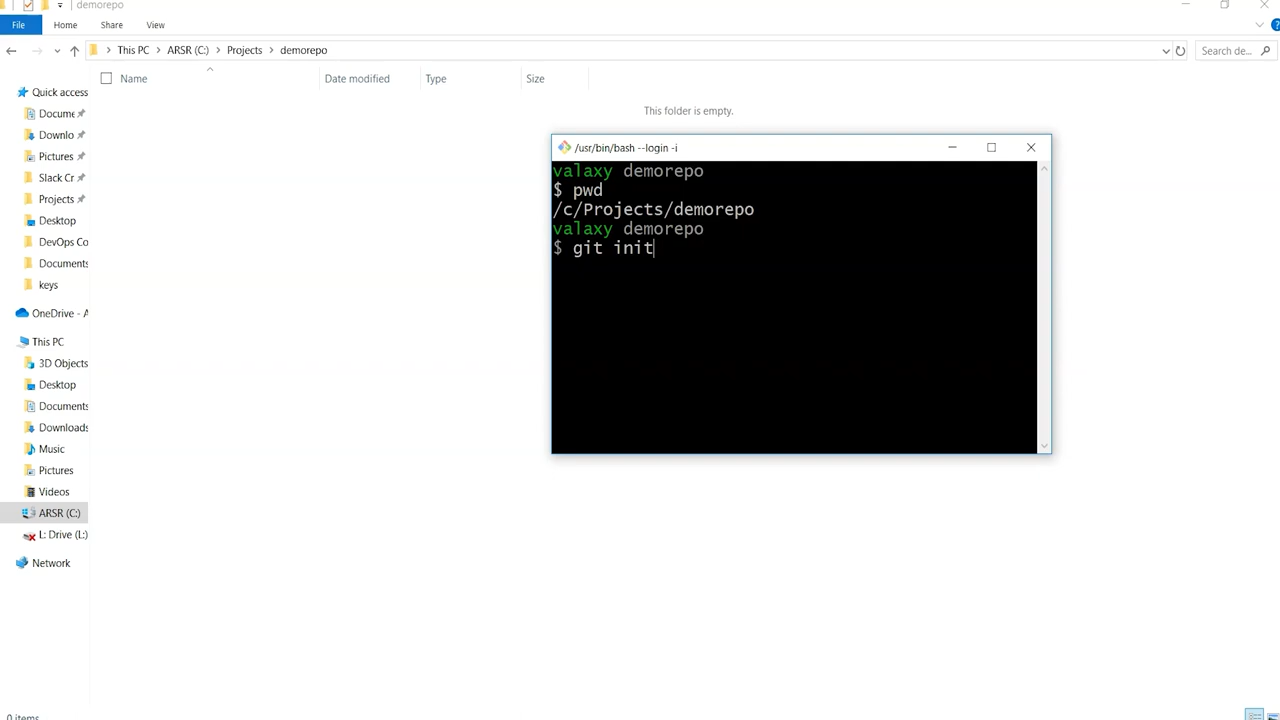 demorepo
File Home Share View
This PC ARSR (C:) Projects demorepo
Search de...
Name Date modified Type Size
This folder is empty.
Quick access
Docume
Downlo
Pictures
Slack Cr
Projects
Desktop
DevOps Co
Documents
keys
OneDrive - A
This PC
3D Objects
Desktop
Documents
Downloads
Music
Pictures
Videos
ARSR (C:)
L: Drive (L:)
Network
0 items
/usr/bin/bash --login -i
valaxy demorepo
$ pwd
/c/Projects/demorepo
valaxy demorepo
$ git init